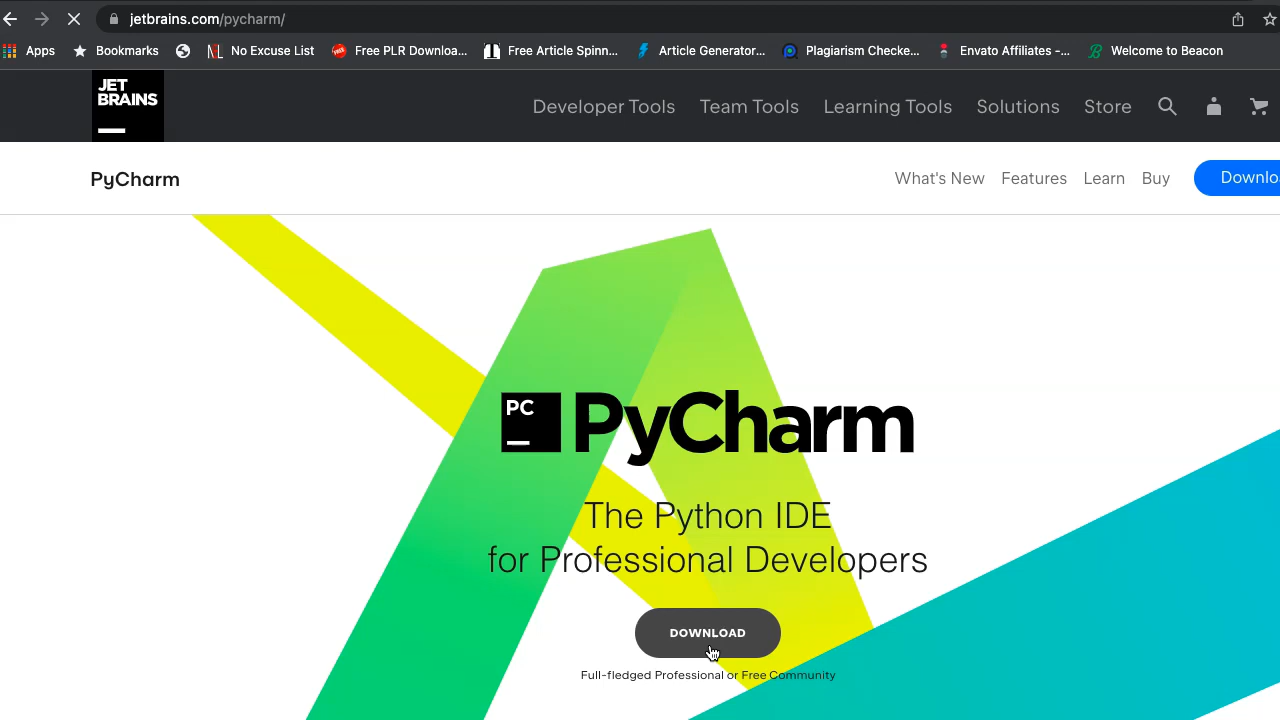 jetbrains.com/pycharm/
Apps Bookmarks No Excuse List Free PLR Downloa... Free Article Spinn... Article Generator... Plagiarism Checke... Envato Affiliates -... Welcome to Beacon
JET
BRAINS
Developer Tools Team Tools Learning Tools Solutions Store
PyCharm
What's New Features Learn Buy Downlo
PC
PyCharm
The Python IDE
for Professional Developers
DOWNLOAD
Full-fledged Professional or Free Community